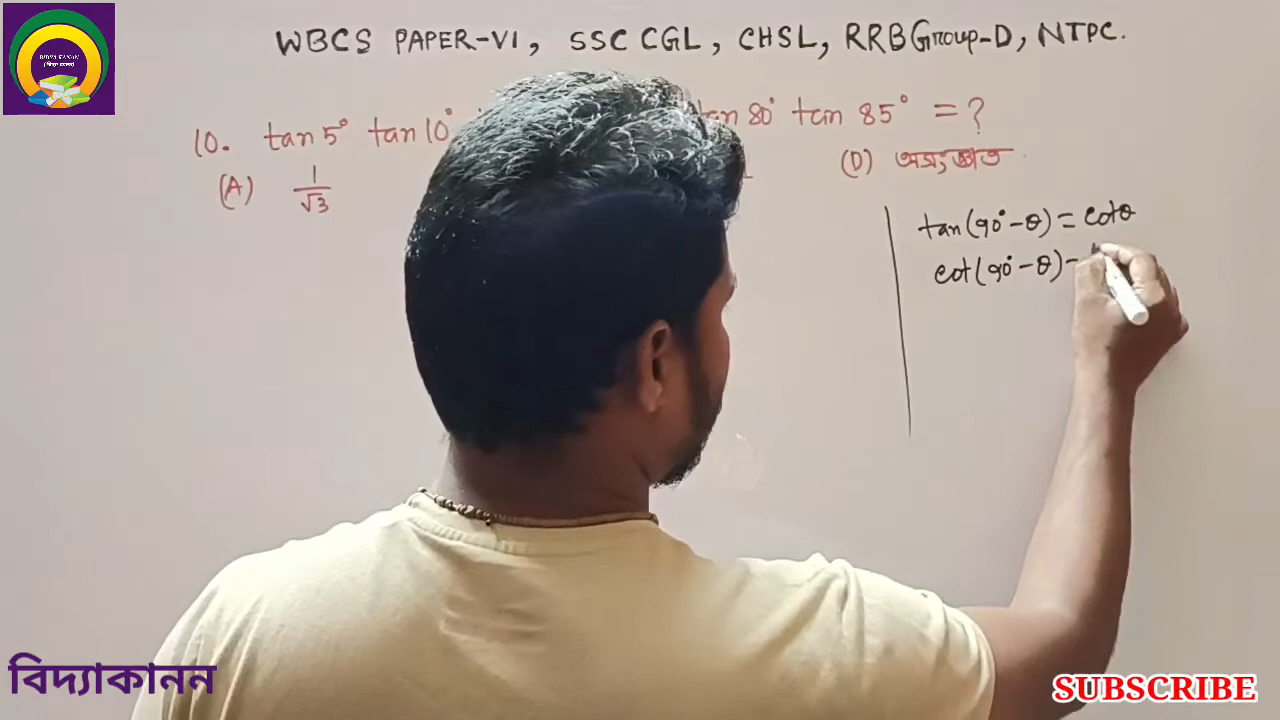 WBCS PAPER-VI, SSC CGL, CHSL, RRB Group-D, NTPC.
10. tan 5° tan 10° tan 80° tan 85° = ?
(A) 1/√3 (D) অসংজ্ঞাত
tan(90°-θ) = cotθ
cot(90°-θ) =
বিদ্যাকানন
SUBSCRIBE